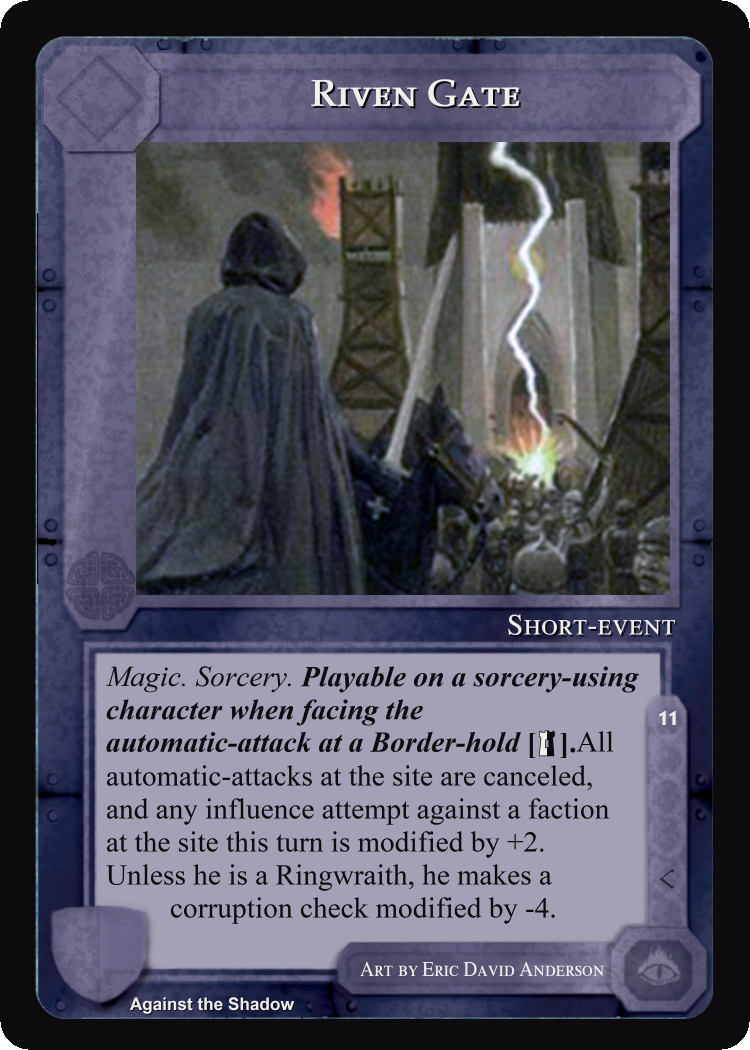 Riven Gate
Short-event
Magic. Sorcery. Playable on a sorcery-using
character when facing the
automatic-attack at a Border-hold [ ].All
automatic-attacks at the site are canceled,
and any influence attempt against a faction
at the site this turn is modified by +2.
Unless he is a Ringwraith, he makes a
corruption check modified by -4.
11
Art by Eric David Anderson
Against the Shadow